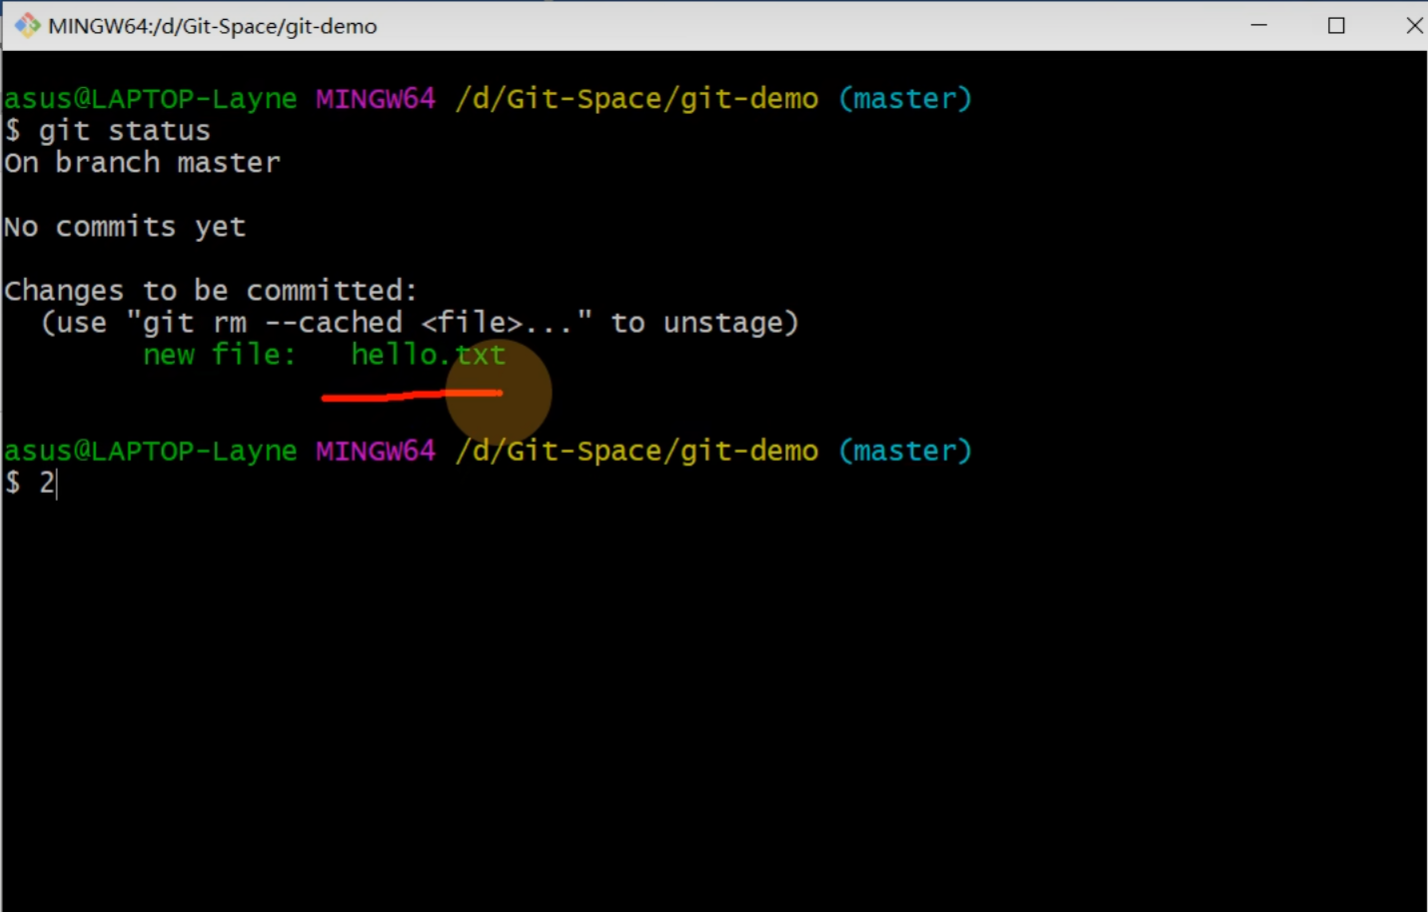 MINGW64:/d/Git-Space/git-demo
asus@LAPTOP-Layne MINGW64 /d/Git-Space/git-demo (master)
$ git status
On branch master
No commits yet
Changes to be committed:
(use "git rm --cached <file>..." to unstage)
new file: hello.txt
asus@LAPTOP-Layne MINGW64 /d/Git-Space/git-demo (master)
$ 2